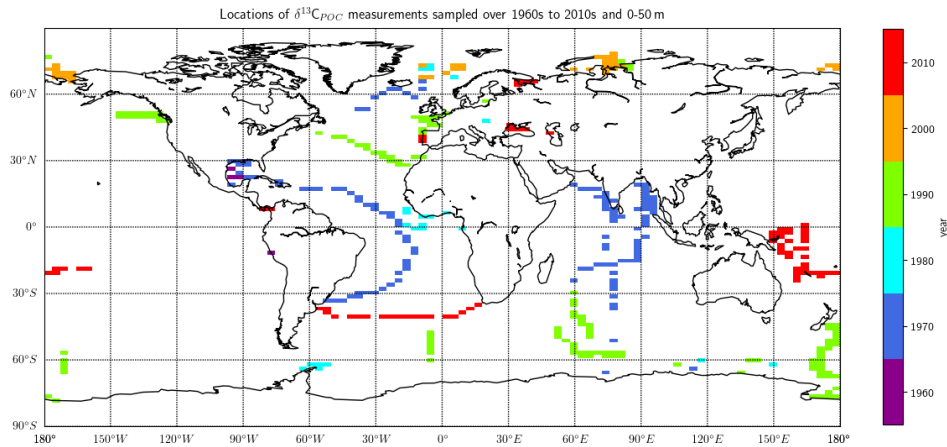 Locations of δ¹³C_POC measurements sampled over 1960s to 2010s and 0-50 m
60°N
30°N
0°
30°S
60°S
90°S
180°
150°W
120°W
90°W
60°W
30°W
0°
30°E
60°E
90°E
120°E
150°E
180°
2010
2000
1990
1980
1970
1960
year